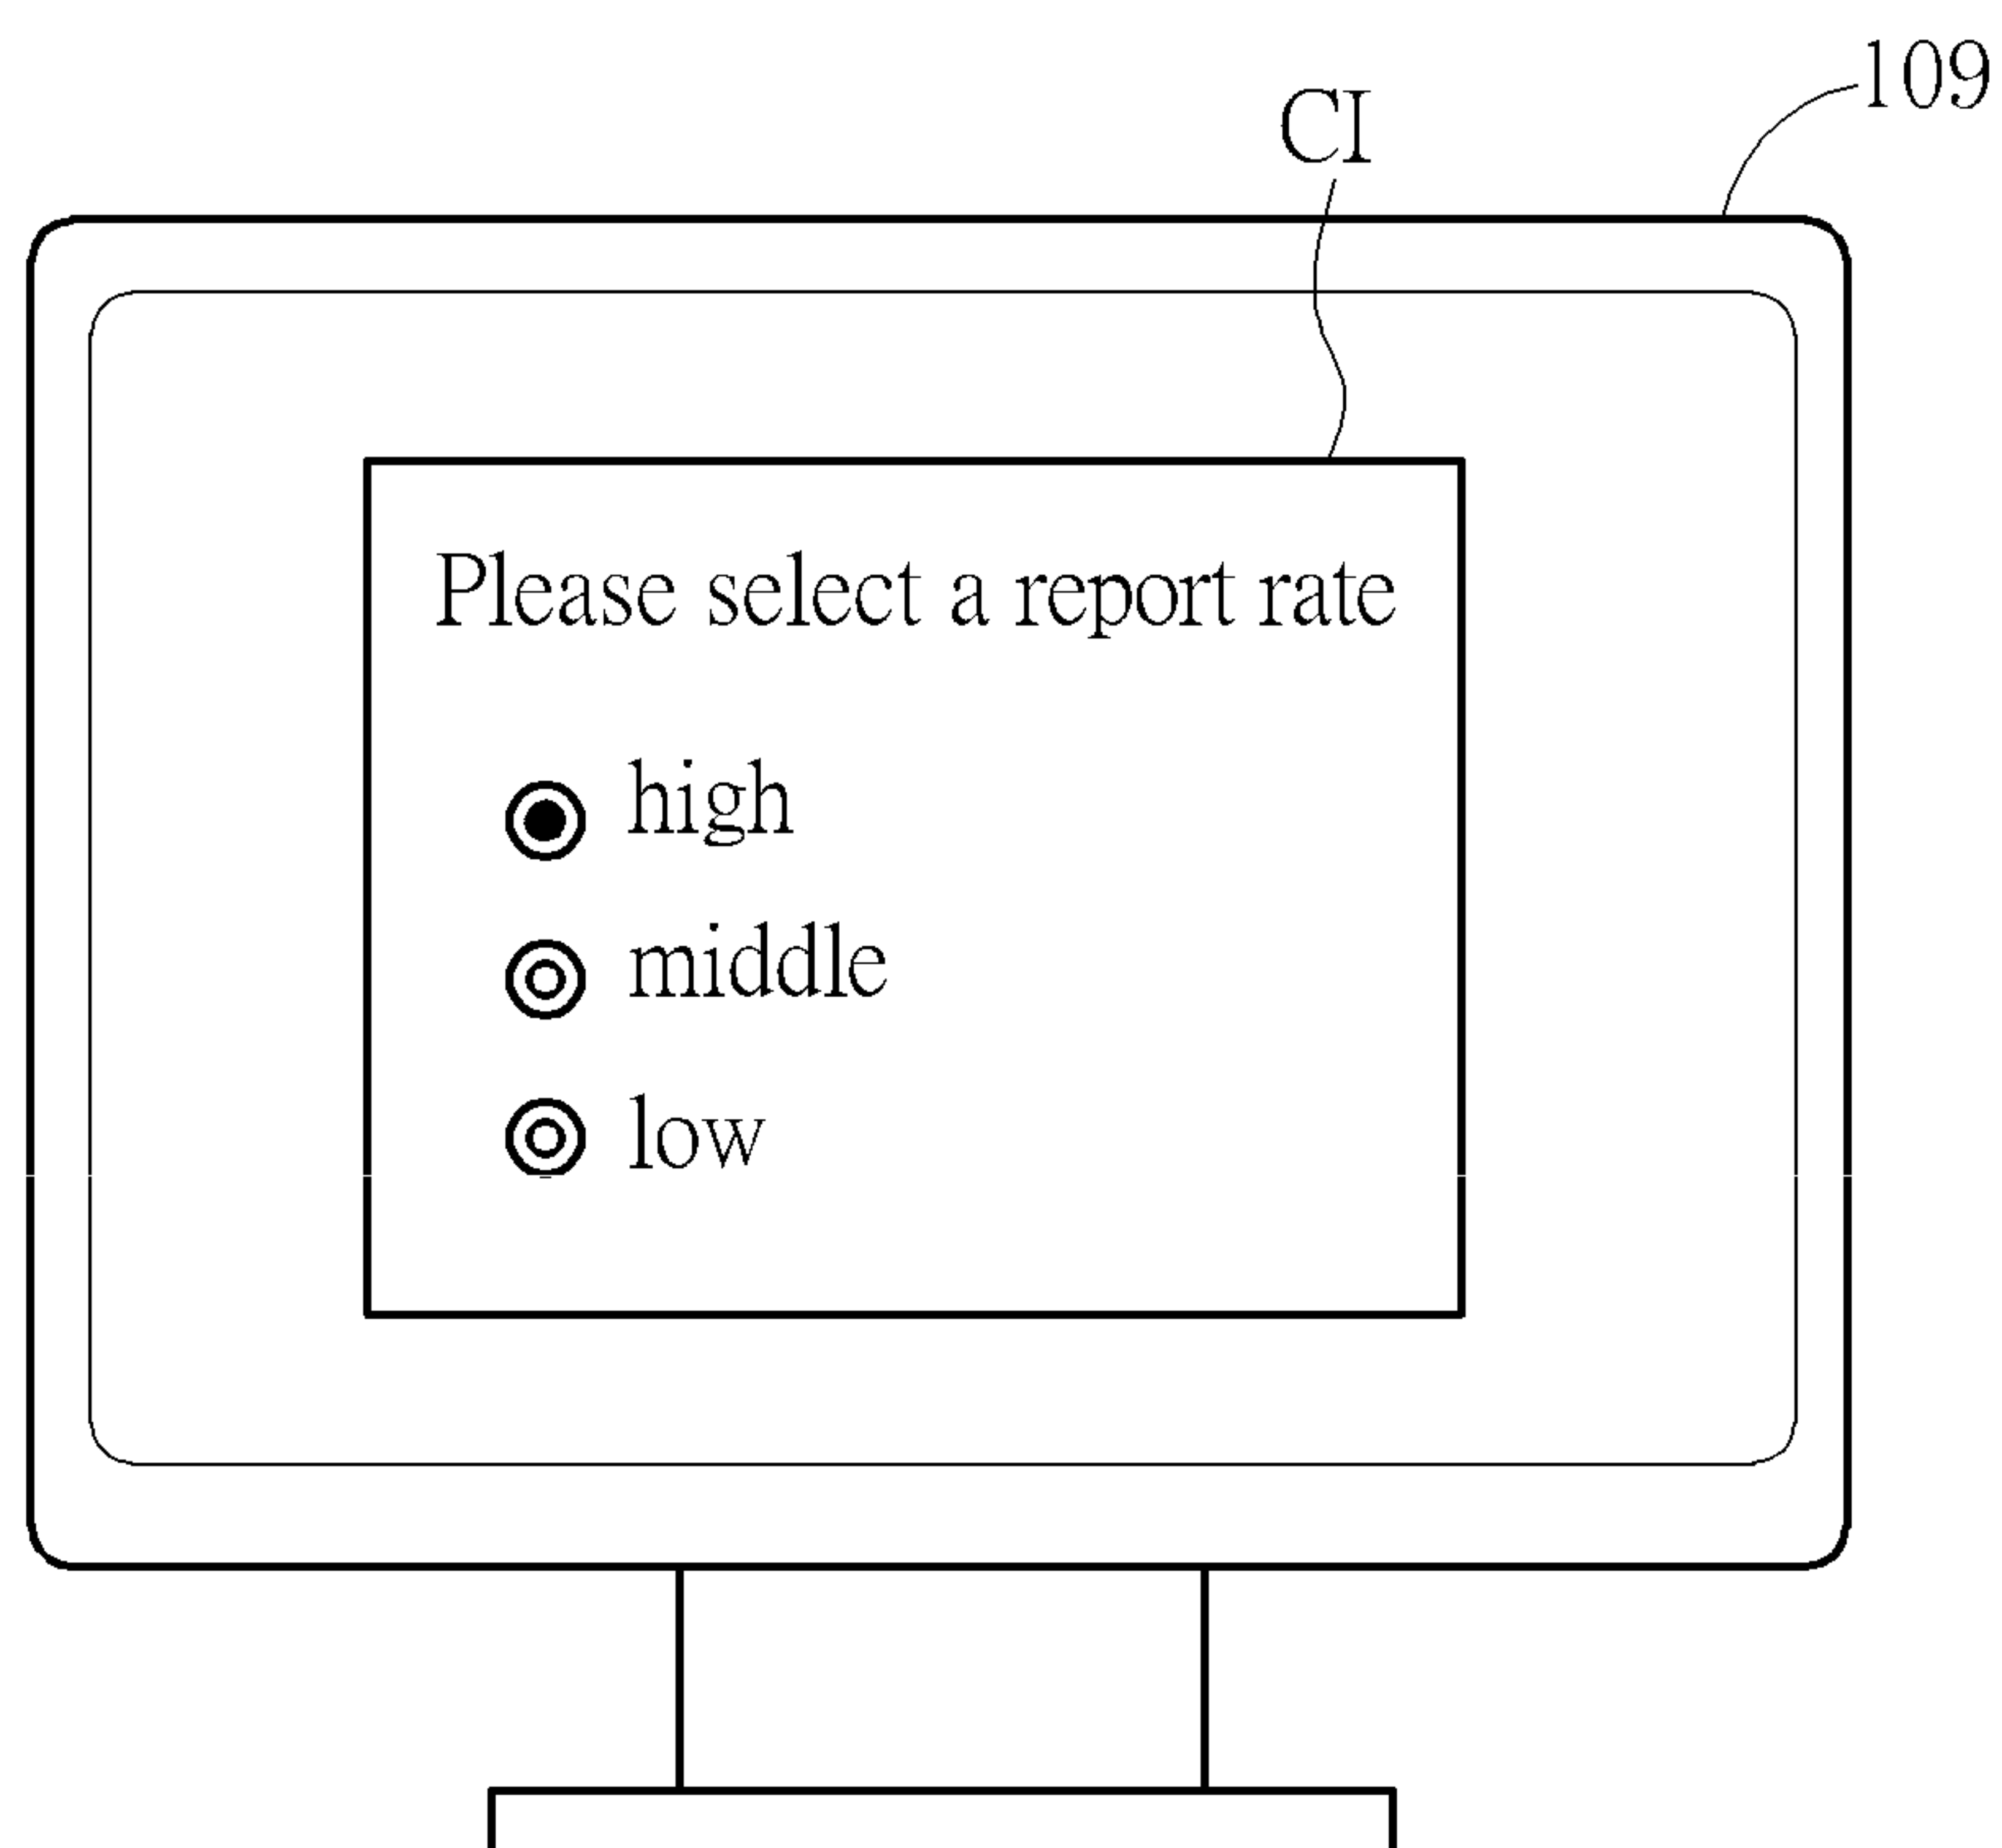 109
CI
Please select a report rate
high
middle
low